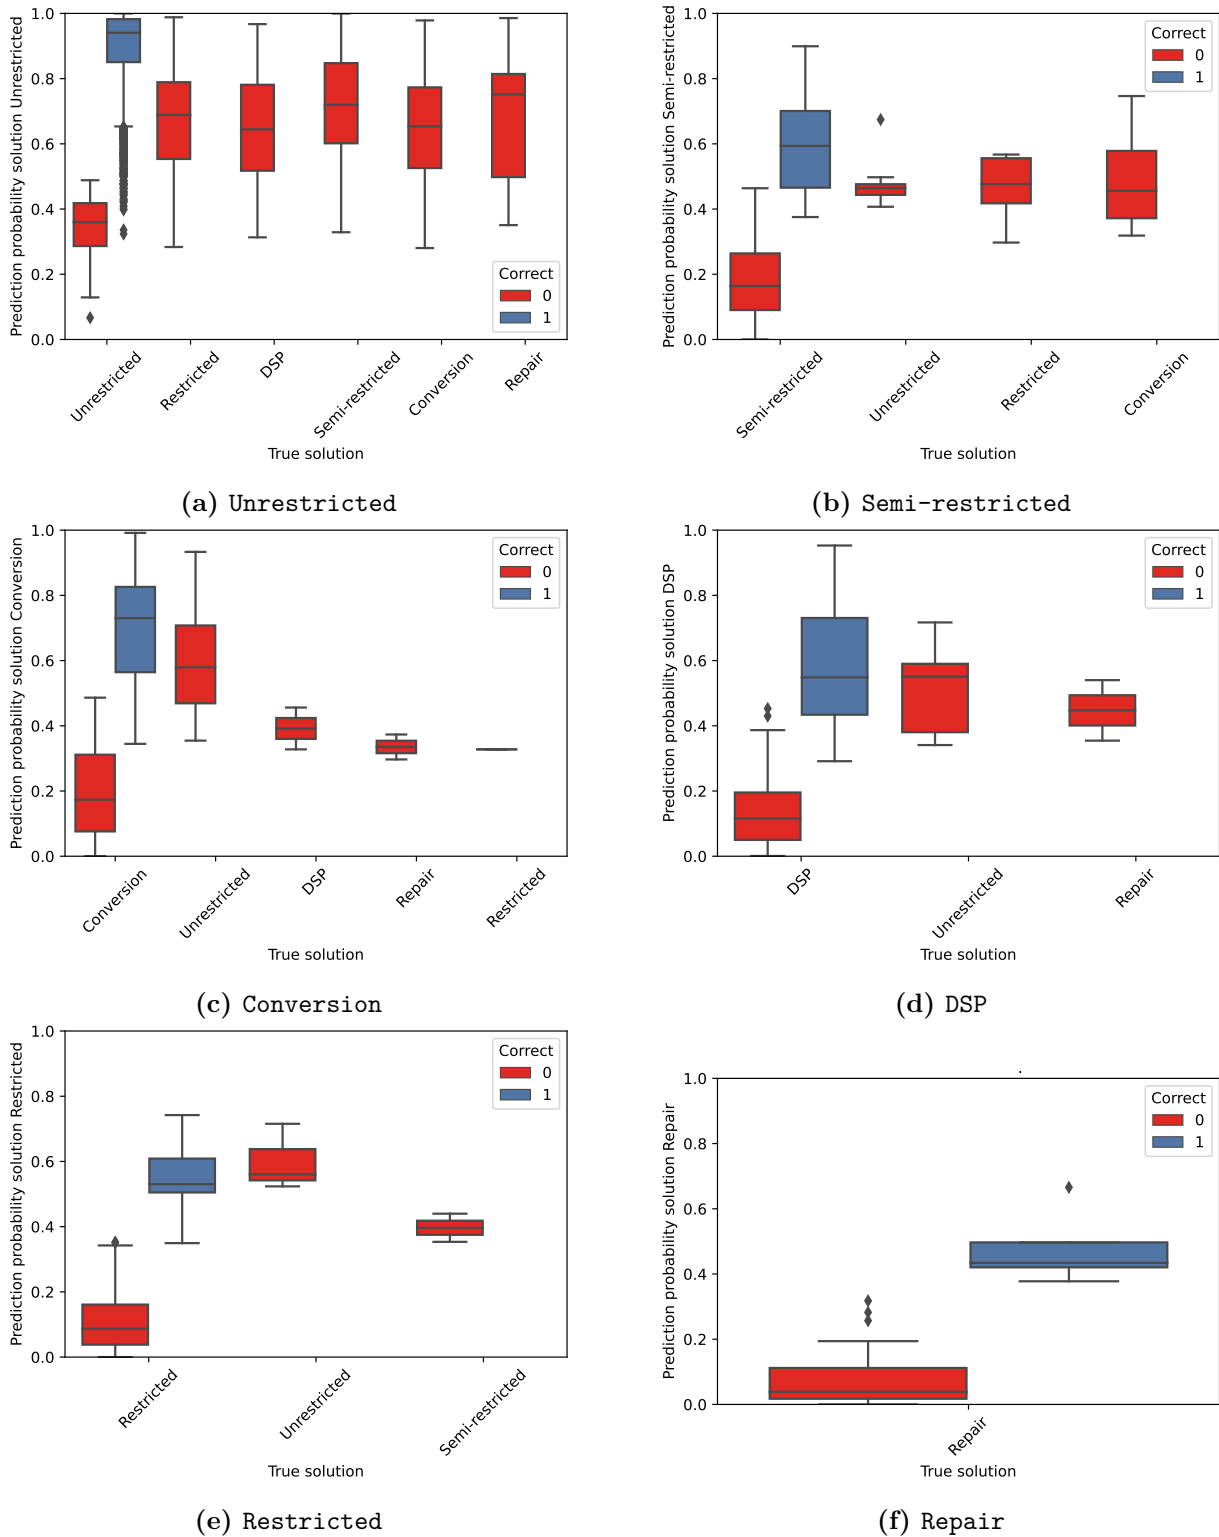 Prediction probability solution Unrestricted
1.0
0.8
0.6
0.4
0.2
0.0
Correct
0
1
Unrestricted
Restricted
DSP
Semi-restricted
Conversion
Repair
True solution
(a) Unrestricted
Prediction probability solution Semi-restricted
1.0
0.8
0.6
0.4
0.2
0.0
Correct
0
1
Semi-restricted
Unrestricted
Restricted
Conversion
True solution
(b) Semi-restricted
Prediction probability solution Conversion
1.0
0.8
0.6
0.4
0.2
0.0
Correct
0
1
Conversion
Unrestricted
DSP
Repair
Restricted
True solution
(c) Conversion
Prediction probability solution DSP
1.0
0.8
0.6
0.4
0.2
0.0
Correct
0
1
DSP
Unrestricted
Repair
True solution
(d) DSP
Prediction probability solution Restricted
1.0
0.8
0.6
0.4
0.2
0.0
Correct
0
1
Restricted
Unrestricted
Semi-restricted
True solution
(e) Restricted
.
Prediction probability solution Repair
1.0
0.8
0.6
0.4
0.2
0.0
Correct
0
1
Repair
True solution
(f) Repair